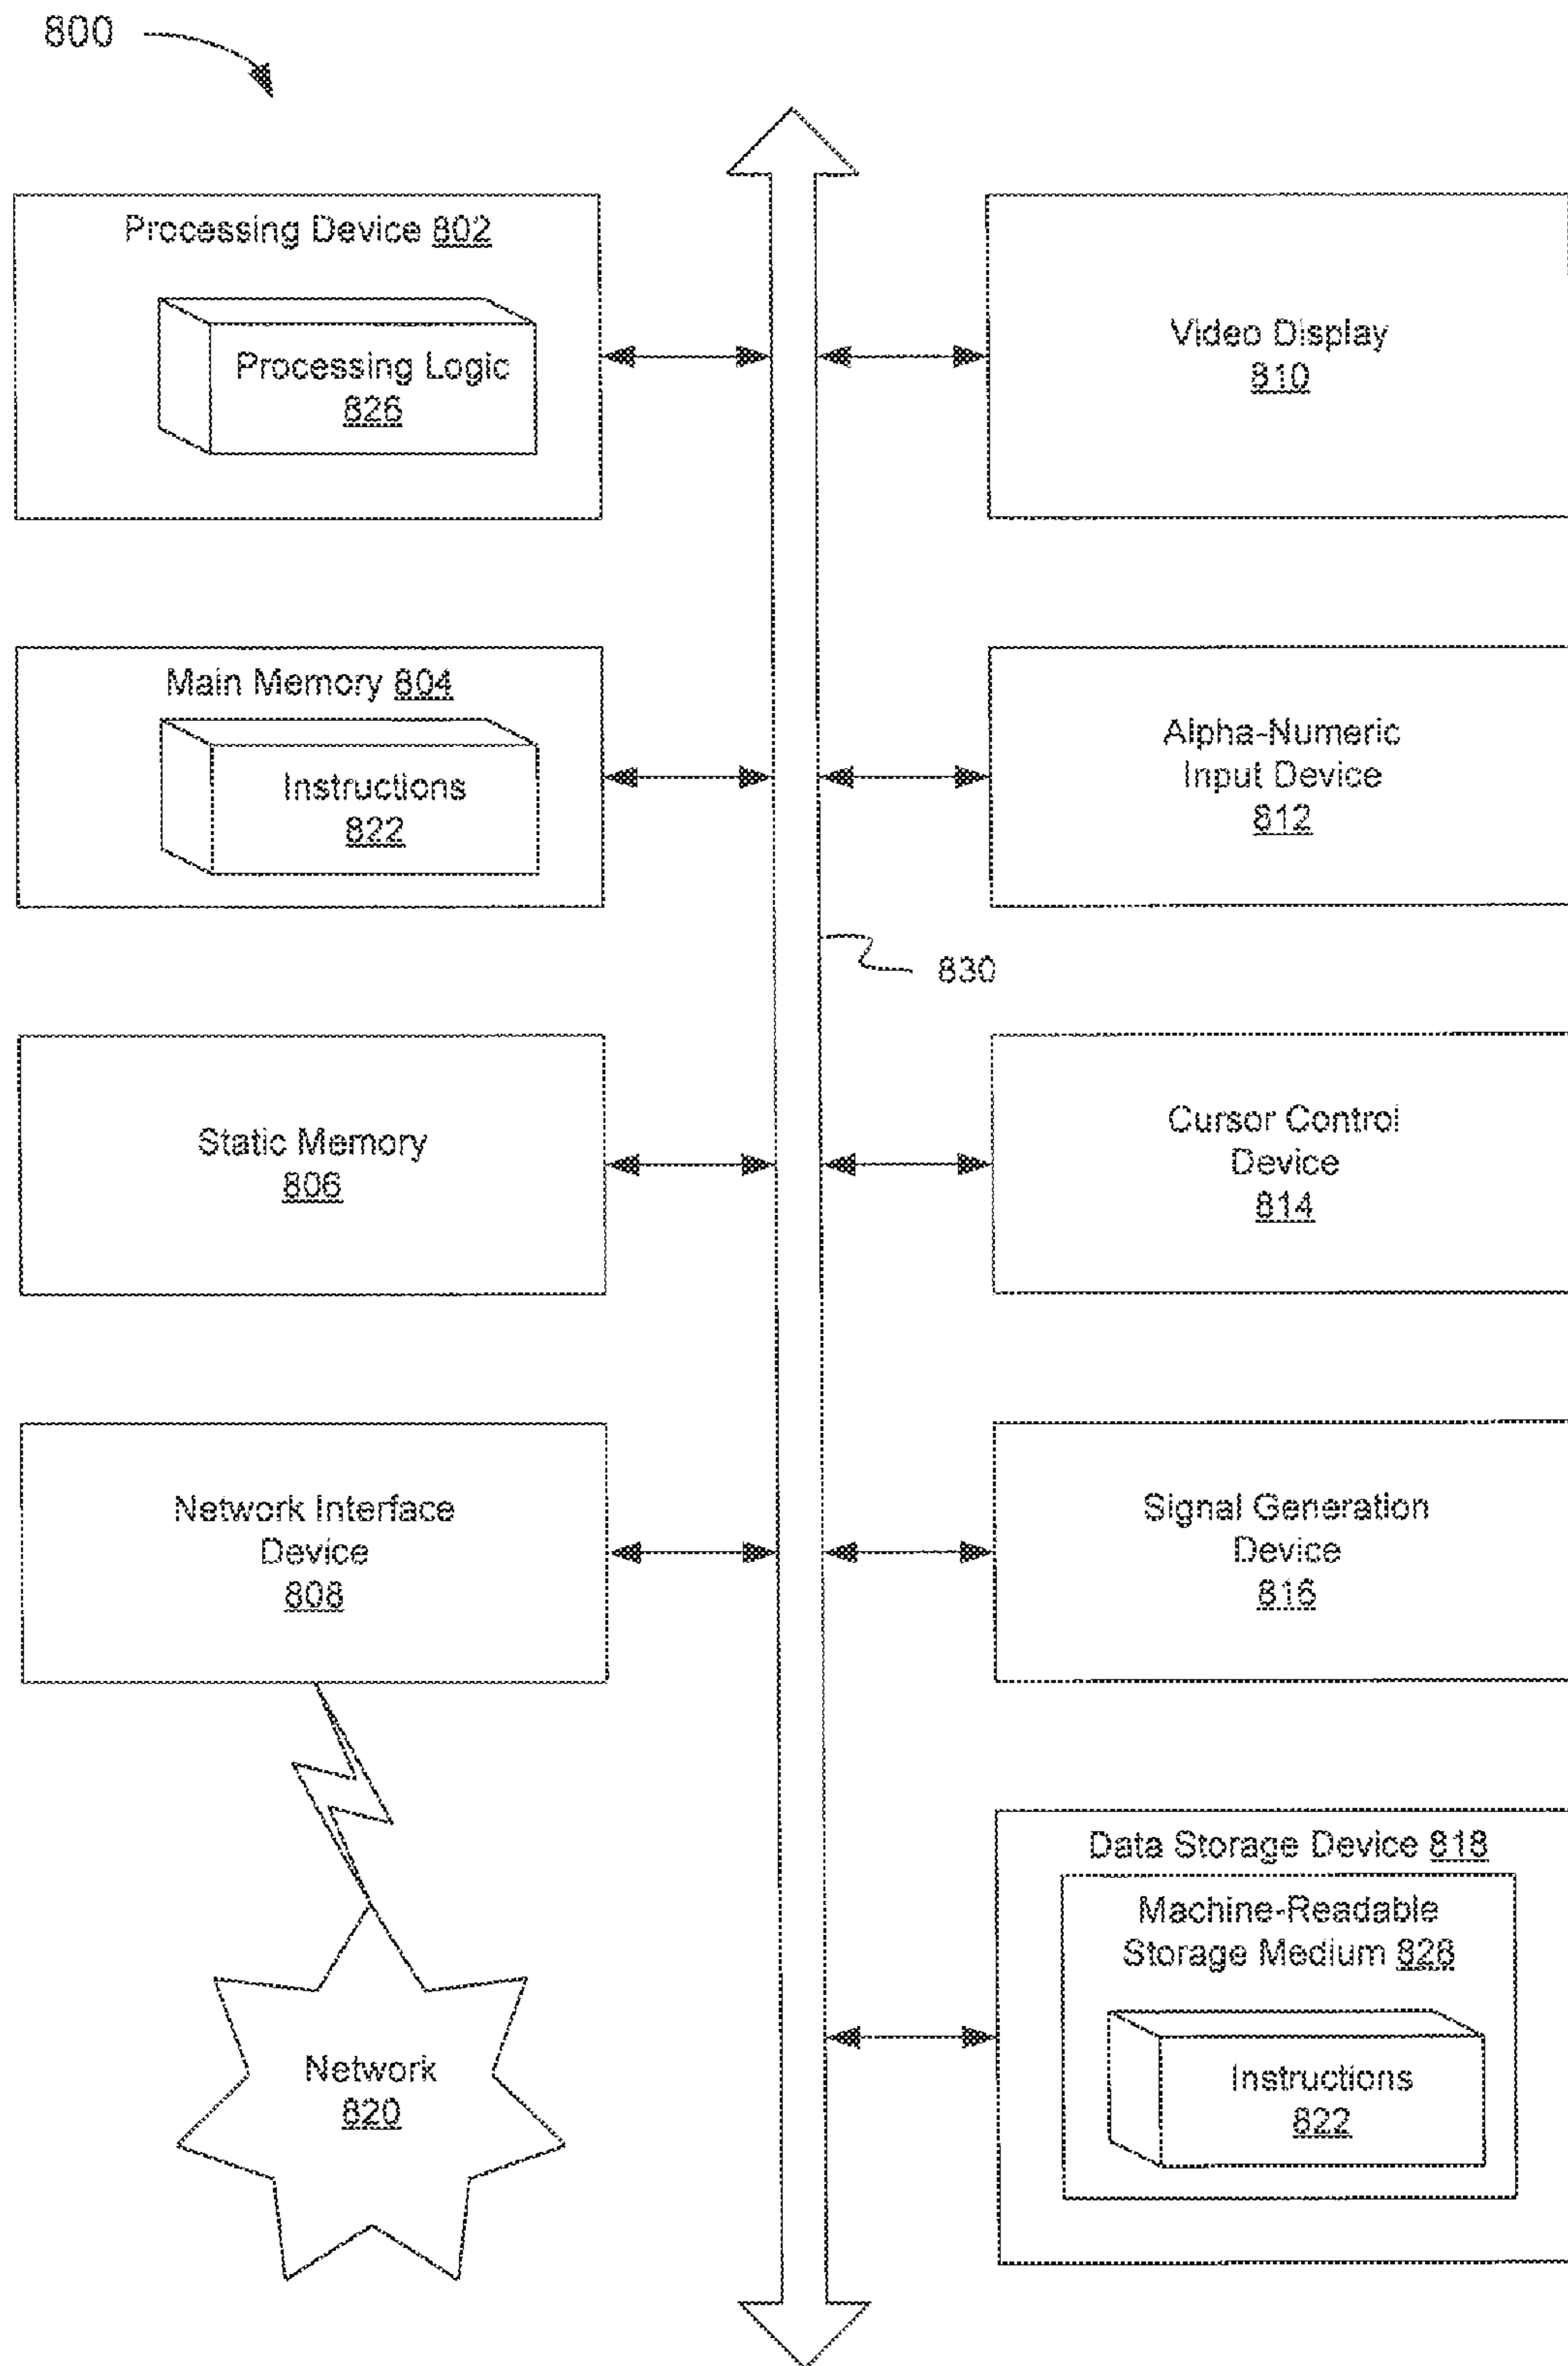 800
Processing Device 802
Processing Logic
826
Video Display
810
Main Memory 804
Instructions
822
Alpha-Numeric
Input Device
812
830
Static Memory
806
Cursor Control
Device
814
Network Interface
Device
808
Signal Generation
Device
816
Data Storage Device 818
Machine-Readable
Storage Medium 828
Instructions
822
Network
820